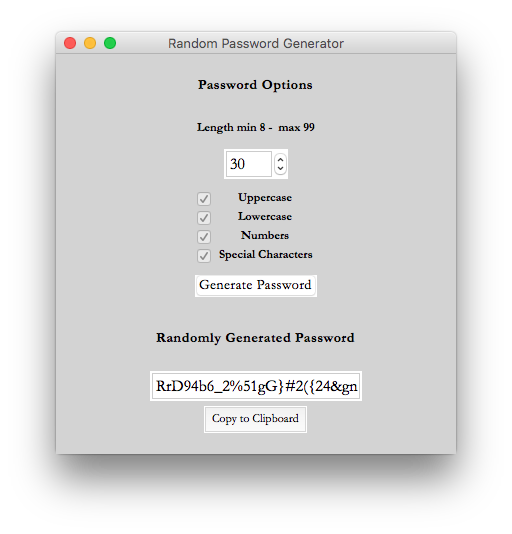 Random Password Generator
Password Options
Length min 8 -  max 99
30
Uppercase
Lowercase
Numbers
Special Characters
Generate Password
Randomly Generated Password
RrD94b6_2%51gG}#2({24&gn
Copy to Clipboard